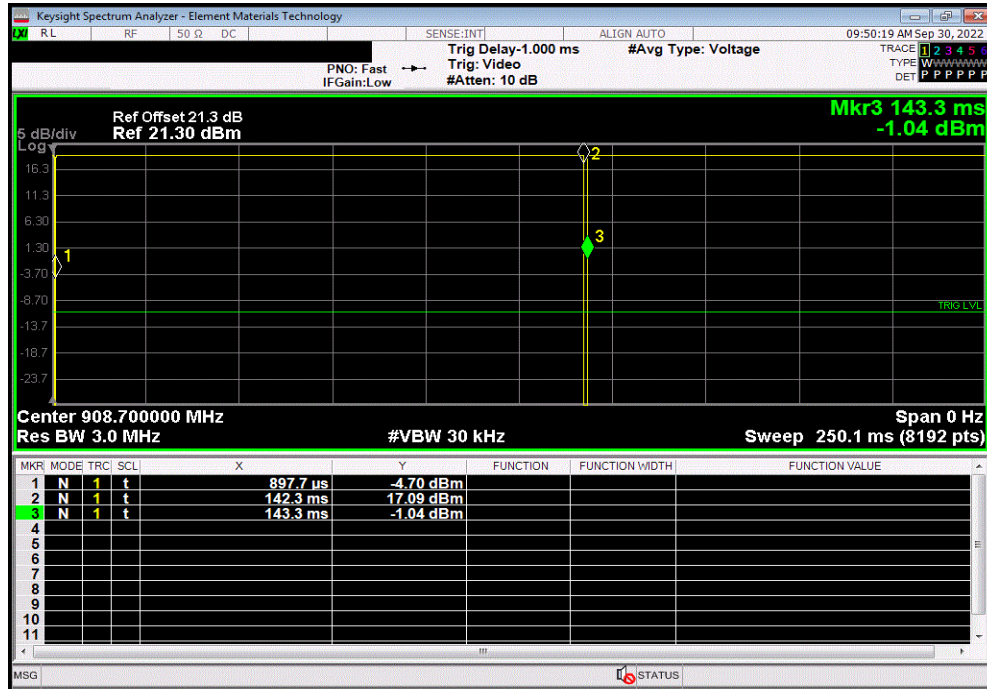 Keysight Spectrum Analyzer - Element Materials Technology
LXI RL RF 50 Ω DC SENSE:INT ALIGN AUTO 09:50:19 AM Sep 30, 2022
Trig Delay-1.000 ms #Avg Type: Voltage TRACE 1 2 3 4 5 6
PNO: Fast Trig: Video TYPE WWWWWW
IFGain:Low #Atten: 10 dB DET P P P P P P
Mkr3 143.3 ms
-1.04 dBm
Ref Offset 21.3 dB
5 dB/div Ref 21.30 dBm
Log
2
16.3
11.3
6.30
3
1.30
1
-3.70
-8.70
TRIG LVL
-13.7
-18.7
-23.7
Center 908.700000 MHz Span 0 Hz
Res BW 3.0 MHz #VBW 30 kHz Sweep 250.1 ms (8192 pts)
MKR MODE TRC SCL X Y FUNCTION FUNCTION WIDTH FUNCTION VALUE
1 N 1 t 897.7 µs -4.70 dBm
2 N 1 t 142.3 ms 17.09 dBm
3 N 1 t 143.3 ms -1.04 dBm
4
5
6
7
8
9
10
11
MSG STATUS